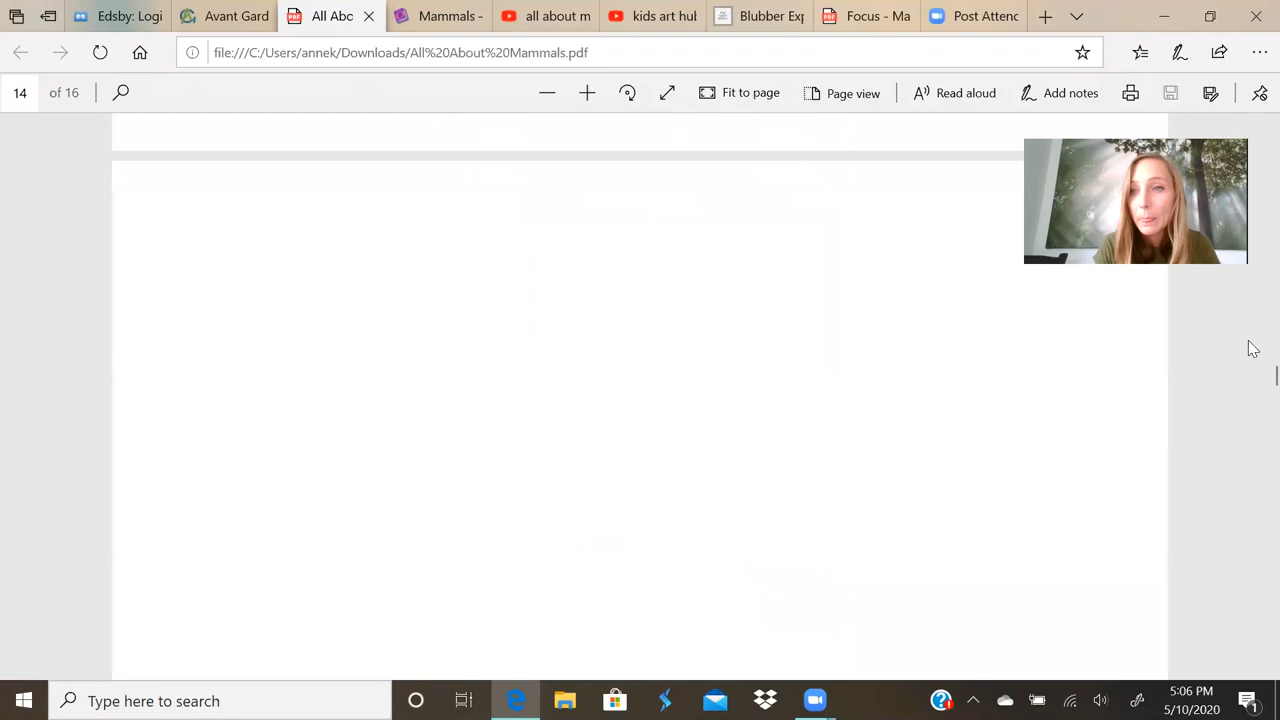 Edsby: Logi
Avant Gard
All Abo
Mammals -
all about m
kids art hu
Blubber Exp
Focus - Ma
Post Attenc
file:///C:/Users/annek/Downloads/All%20About%20Mammals.pdf
14 of 16
Fit to page
Page view
Read aloud
Add notes
Type here to search
5:06 PM
5/10/2020